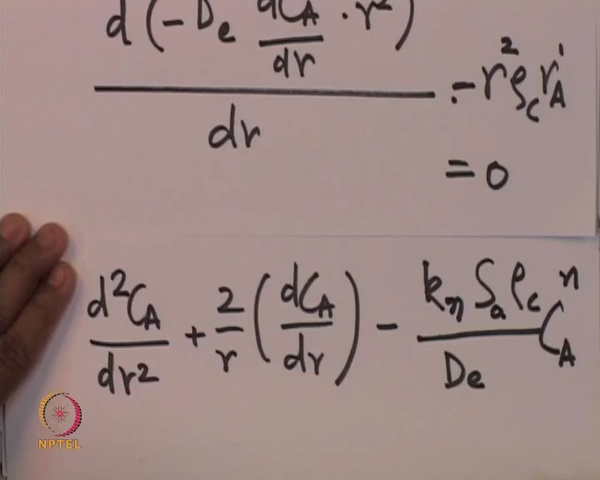 d (-De dCA/dr . r²)
dr
- r² ρc r'A
= 0
d²CA/dr² + 2/r (dCA/dr) - kn Sa ρc/De CA^n
NPTEL